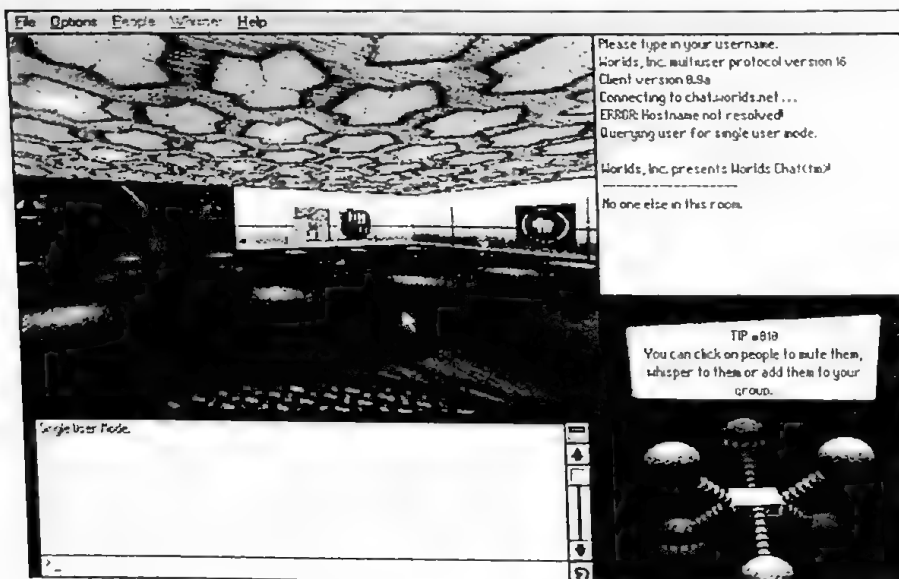 File Options People Whisper Help
Please type in your username.
Worlds, Inc. multiuser protocol version 16
Client version 0.9a
Connecting to chat.worlds.net ...
ERROR: Hostname not resolved!
Querying user for single user mode.
Worlds, Inc. presents Worlds Chat(tm)!
No one else in this room.
TIP #010
You can click on people to mute them,
whisper to them or add them to your
group.
Single User Mode.
>_